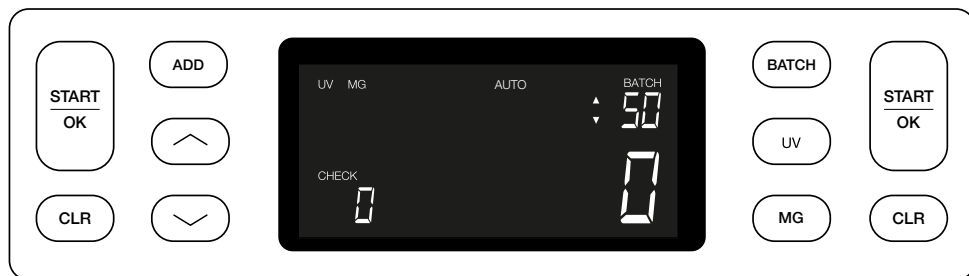 START
OK
CLR
ADD
UV MG AUTO BATCH
50
CHECK
0
0
BATCH
UV
MG
START
OK
CLR